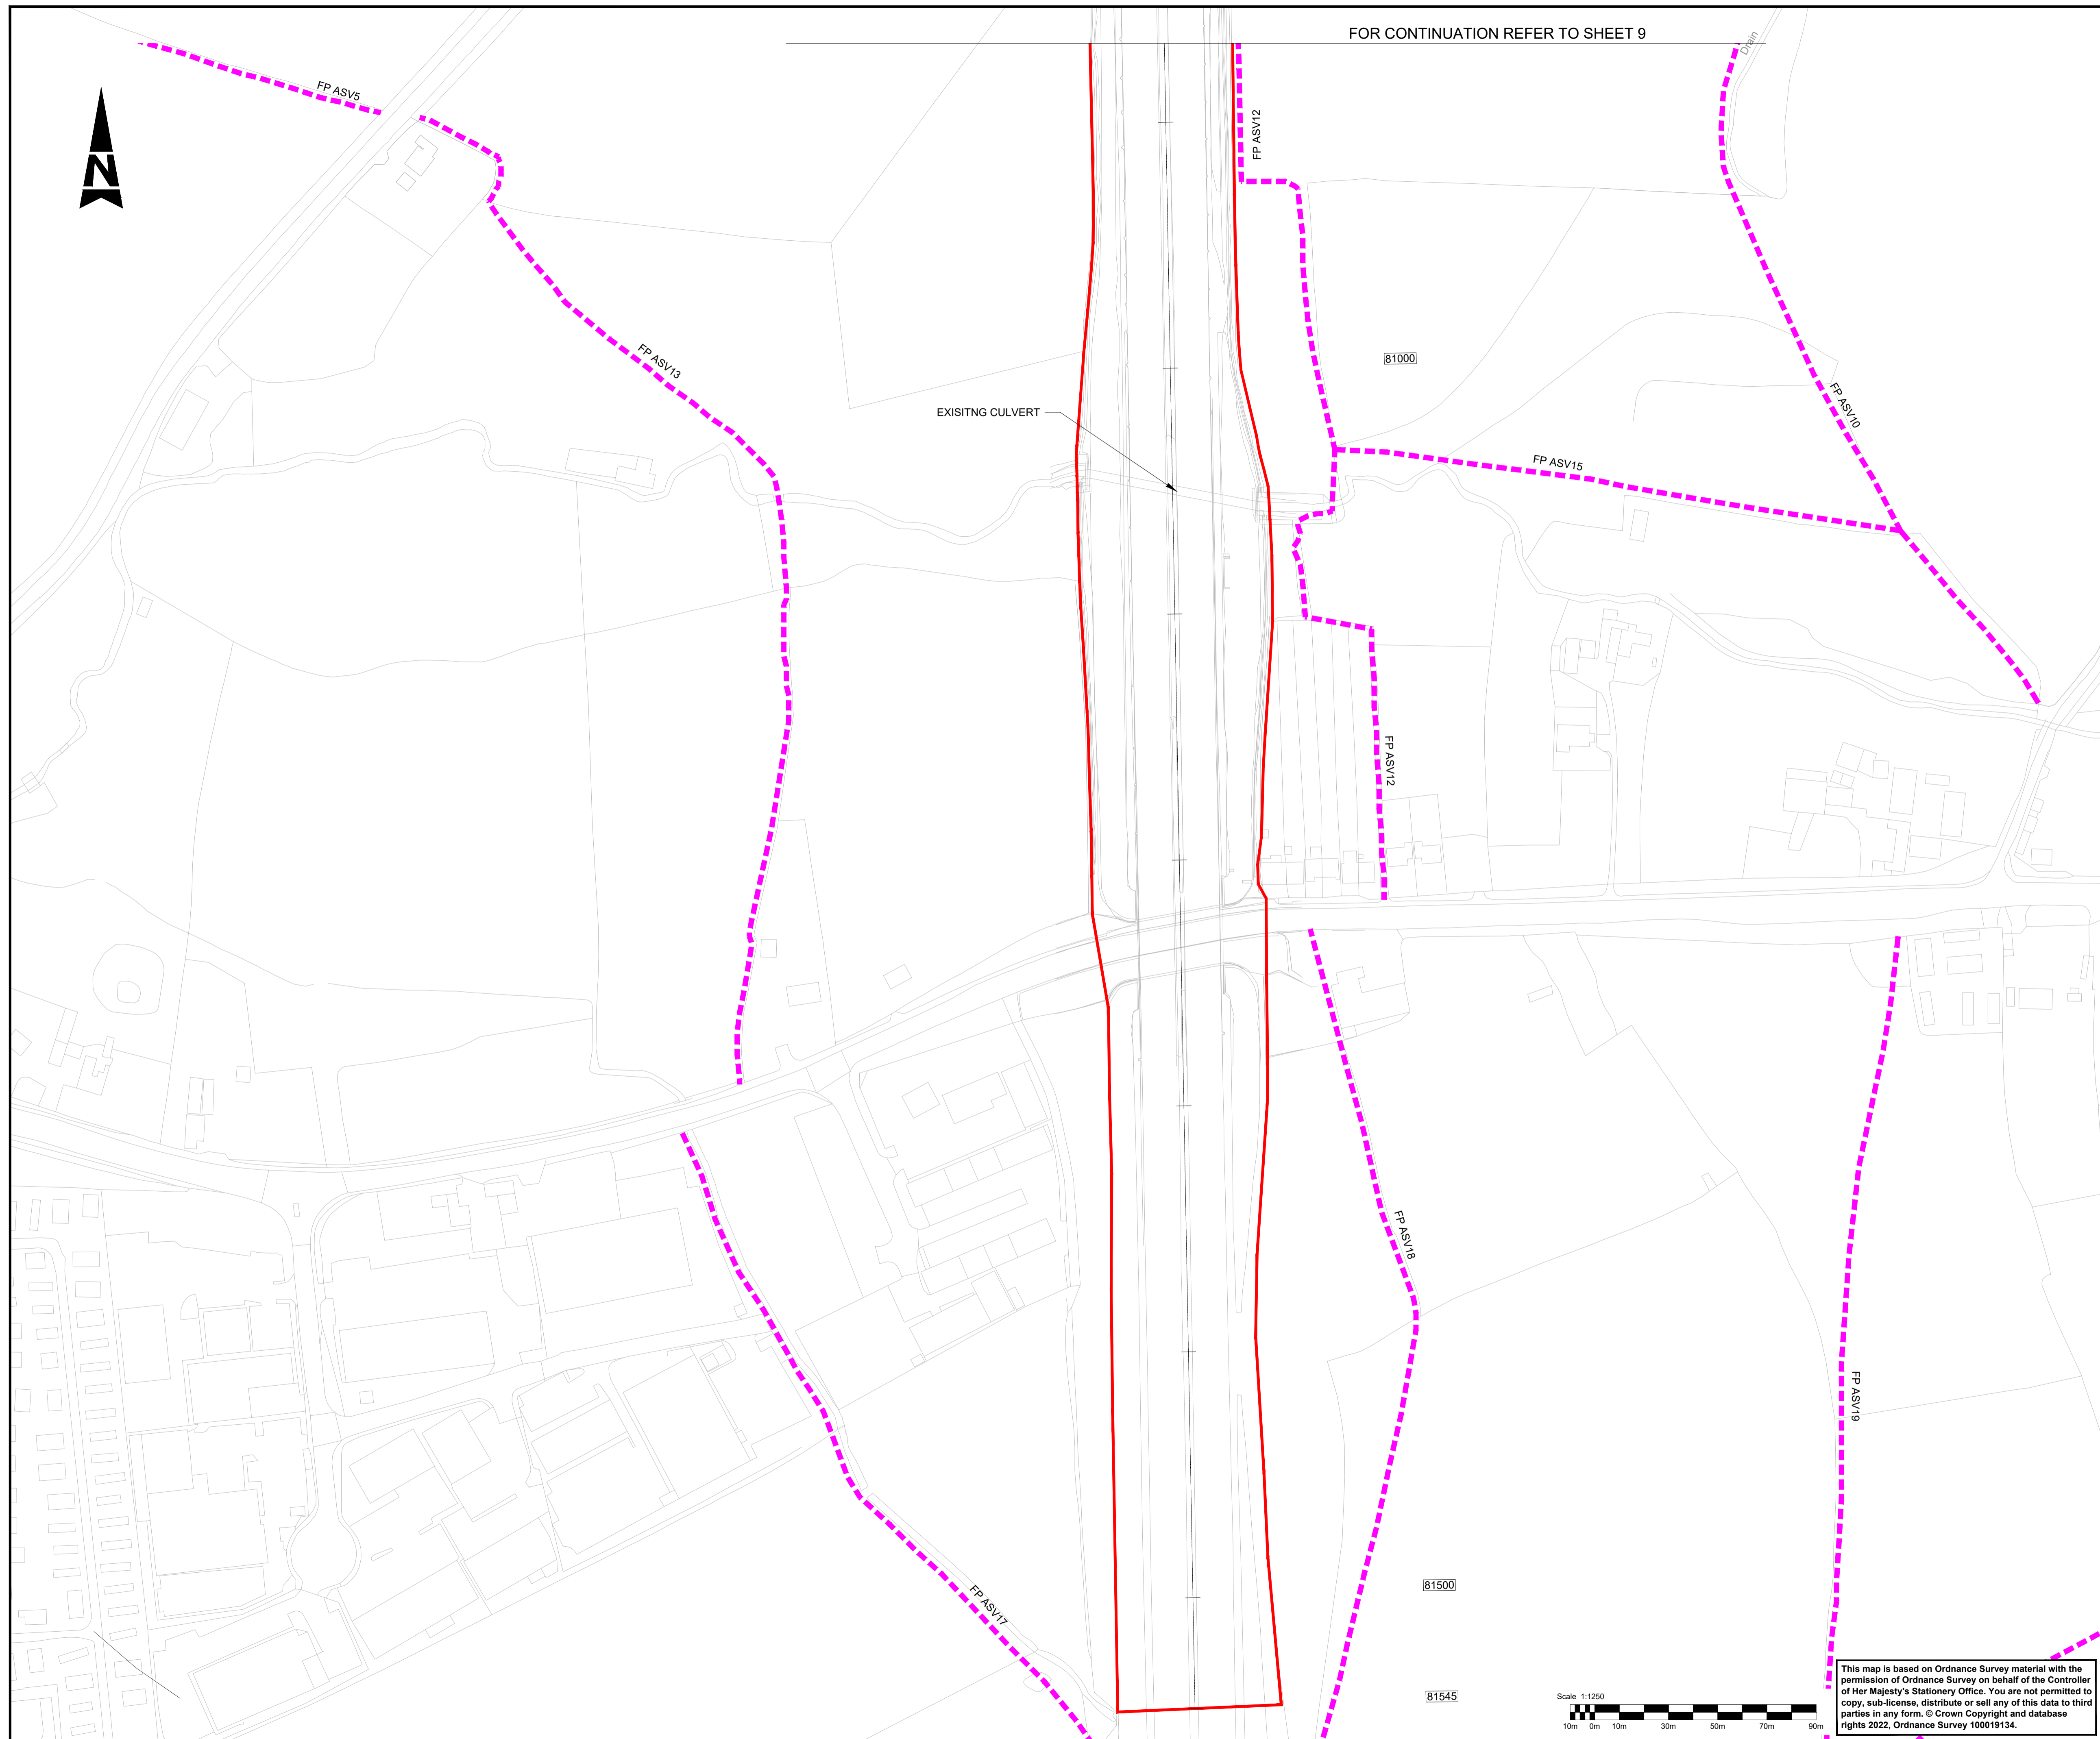 FOR CONTINUATION REFER TO SHEET 9
Drain
FP ASV5
N
FP ASV12
FP ASV13
81000
EXISITNG CULVERT
FP ASV10
FP ASV15
FP ASV12
FP ASV18
FP ASV19
FP ASV17
81500
81545
Scale 1:1250
10m 0m 10m 30m 50m 70m 90m
This map is based on Ordnance Survey material with the
permission of Ordnance Survey on behalf of the Controller
of Her Majesty's Stationery Office. You are not permitted to
copy, sub-license, distribute or sell any of this data to third
parties in any form. © Crown Copyright and database
rights 2022, Ordnance Survey 100019134.